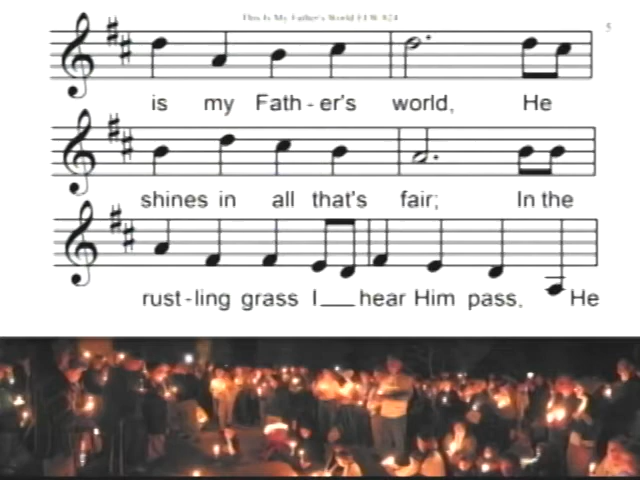 This Is My Father's World ELW 824
5
is my Fath - er's world, He
shines in all that's fair; In the
rust - ling grass I__ hear Him pass, He